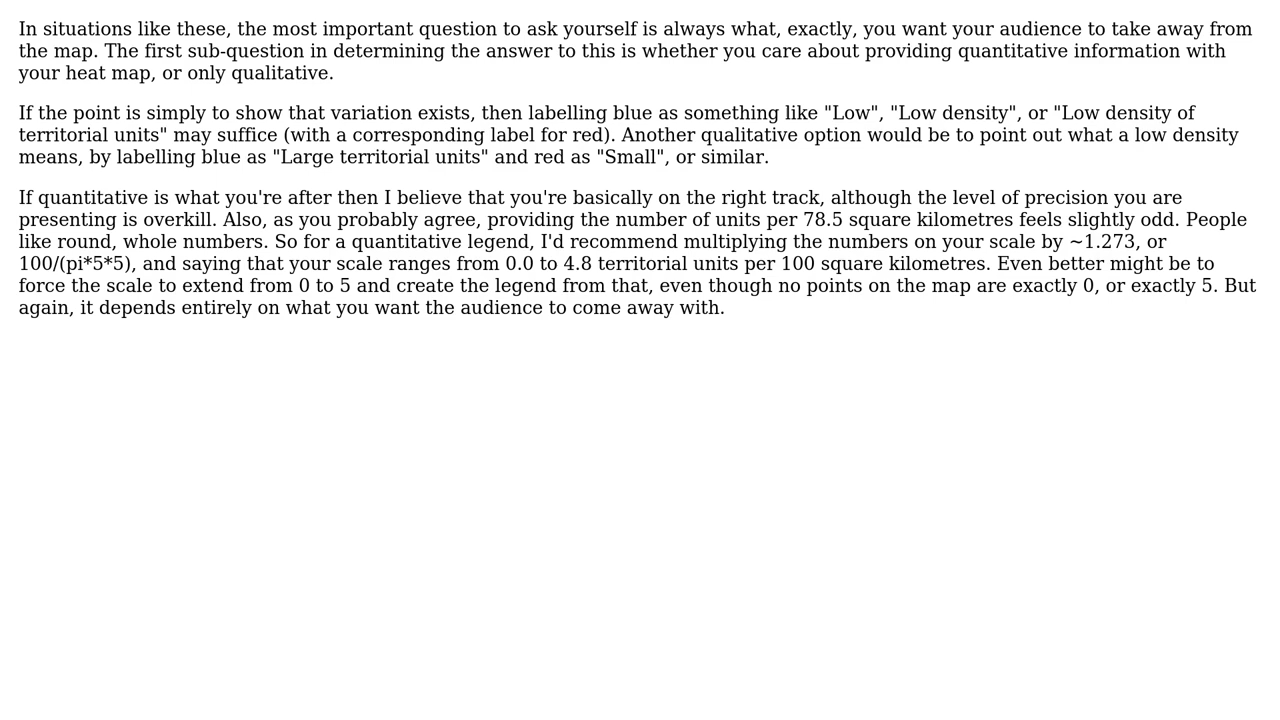 In situations like these, the most important question to ask yourself is always what, exactly, you want your audience to take away from
the map. The first sub-question in determining the answer to this is whether you care about providing quantitative information with
your heat map, or only qualitative.
If the point is simply to show that variation exists, then labelling blue as something like "Low", "Low density", or "Low density of
territorial units" may suffice (with a corresponding label for red). Another qualitative option would be to point out what a low density
means, by labelling blue as "Large territorial units" and red as "Small", or similar.
If quantitative is what you're after then I believe that you're basically on the right track, although the level of precision you are
presenting is overkill. Also, as you probably agree, providing the number of units per 78.5 square kilometres feels slightly odd. People
like round, whole numbers. So for a quantitative legend, I'd recommend multiplying the numbers on your scale by ~1.273, or
100/(pi*5*5), and saying that your scale ranges from 0.0 to 4.8 territorial units per 100 square kilometres. Even better might be to
force the scale to extend from 0 to 5 and create the legend from that, even though no points on the map are exactly 0, or exactly 5. But
again, it depends entirely on what you want the audience to come away with.